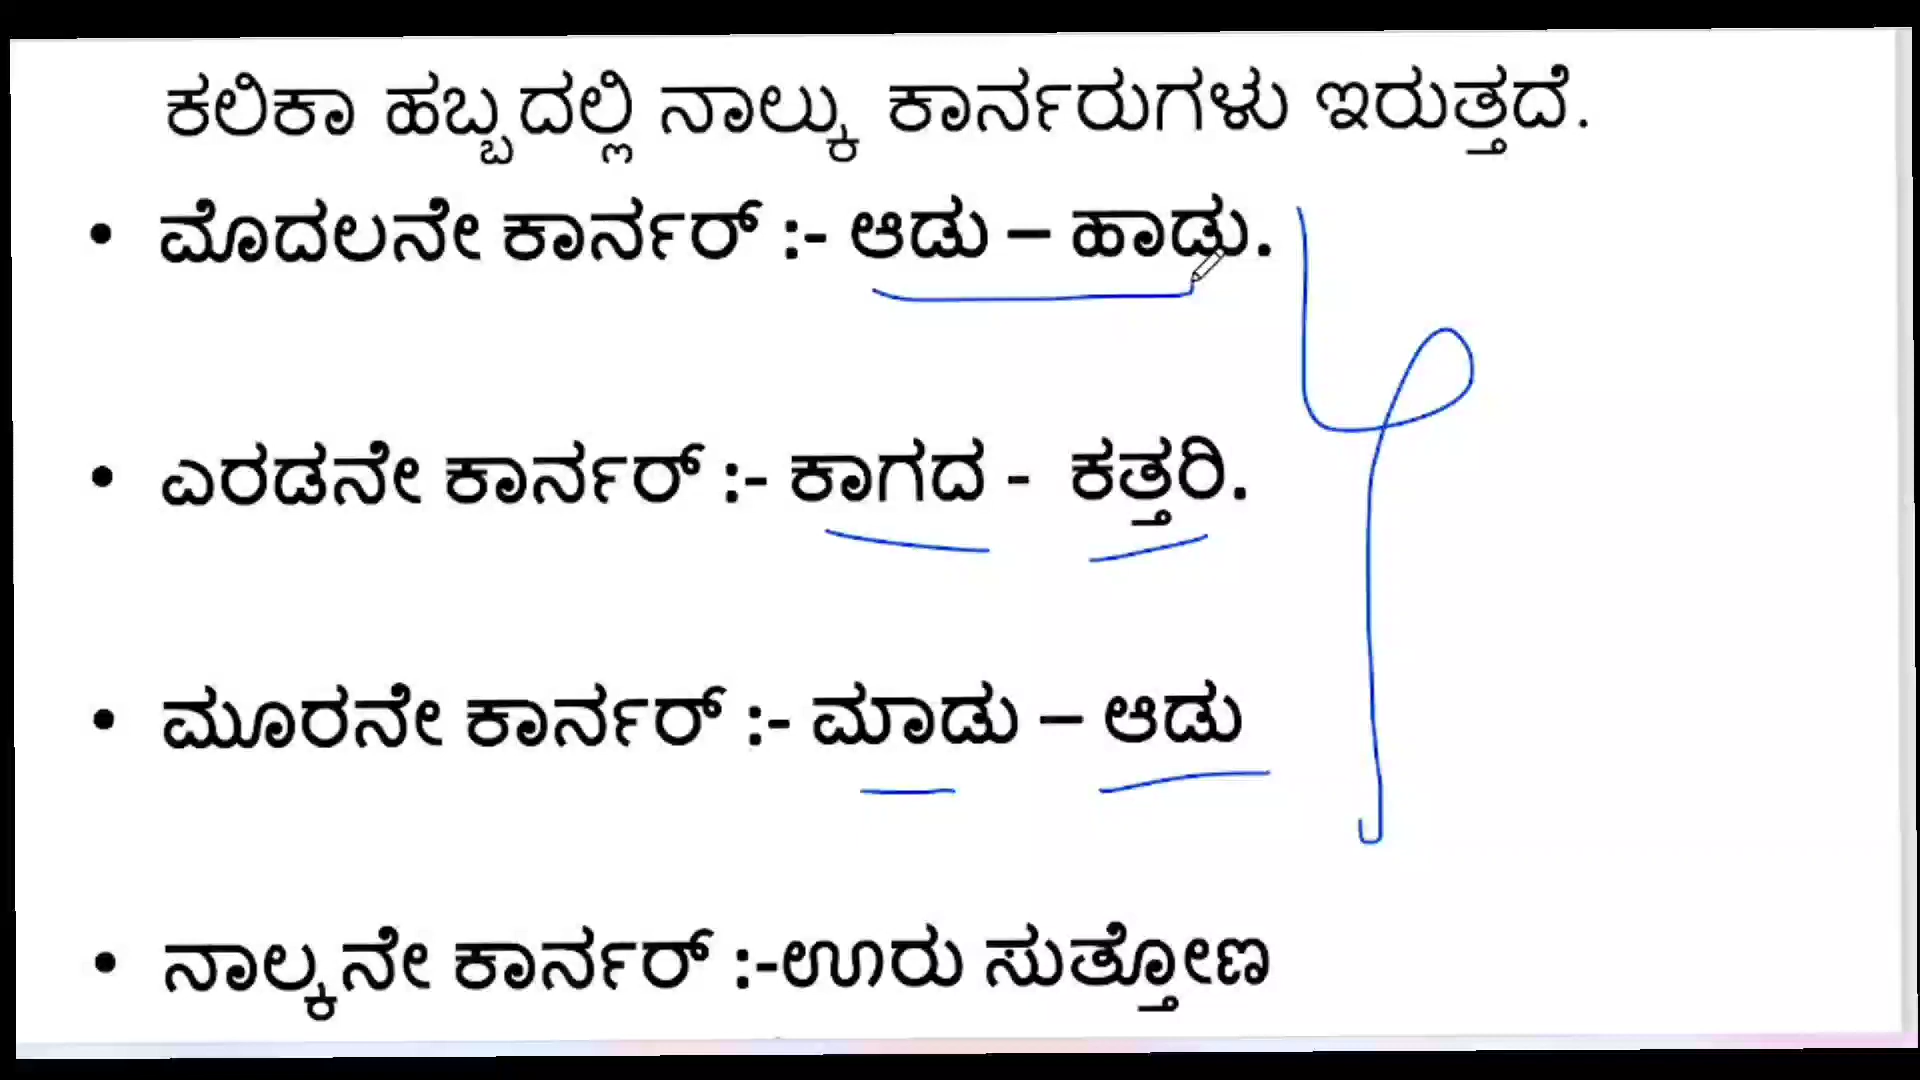 ಕಲಿಕಾ ಹಬ್ಬದಲ್ಲಿ ನಾಲ್ಕು ಕಾರ್ನರುಗಳು ಇರುತ್ತದೆ.
• ಮೊದಲನೇ ಕಾರ್ನರ್ :- ಆಡು – ಹಾಡು.
• ಎರಡನೇ ಕಾರ್ನರ್ :- ಕಾಗದ - ಕತ್ತರಿ.
• ಮೂರನೇ ಕಾರ್ನರ್ :- ಮಾಡು – ಆಡು
• ನಾಲ್ಕನೇ ಕಾರ್ನರ್ :-ಊರು ಸುತ್ತೋಣ